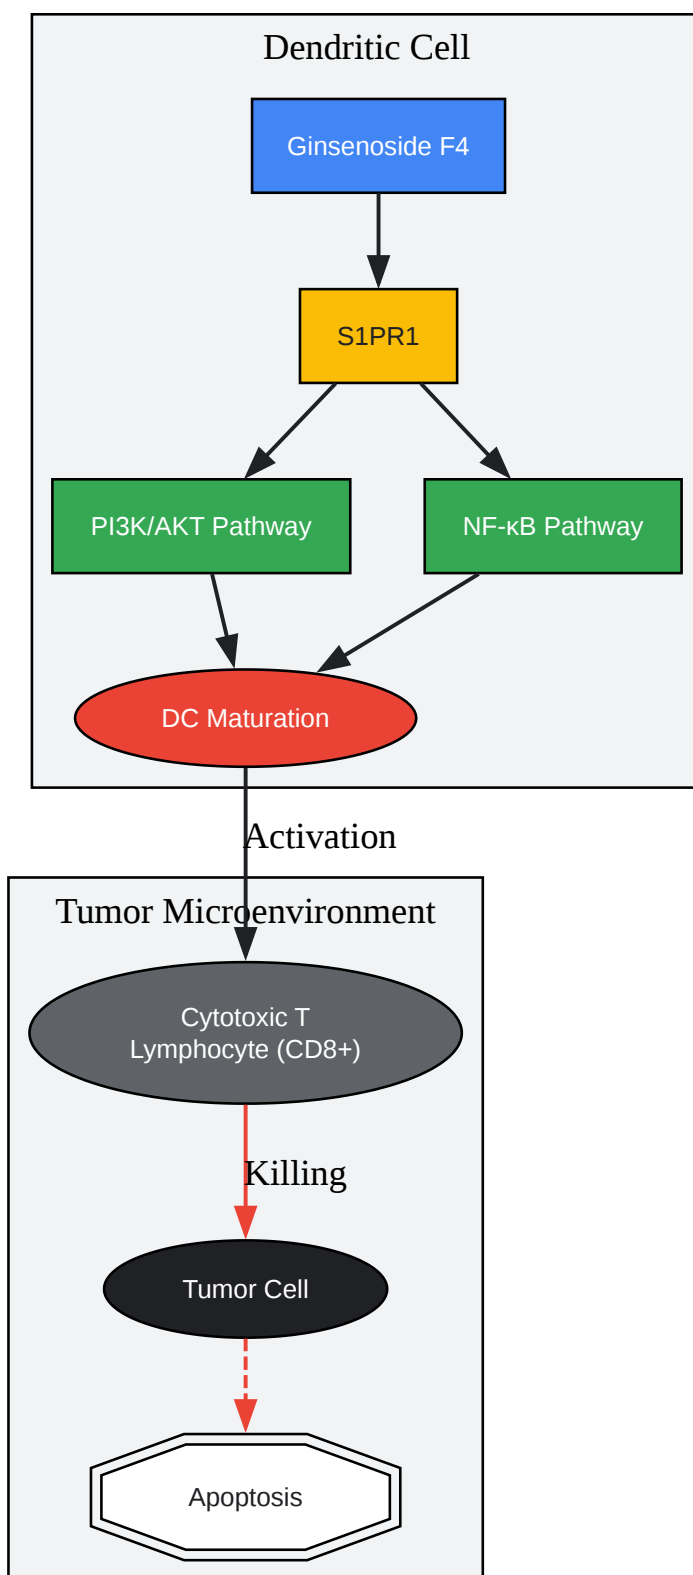 Dendritic Cell
Ginsenoside F4
S1PR1
PI3K/AKT Pathway
NF-κB Pathway
DC Maturation
Activation
Tumor Microenvironment
Cytotoxic T
Lymphocyte (CD8+)
Killing
Tumor Cell
Apoptosis